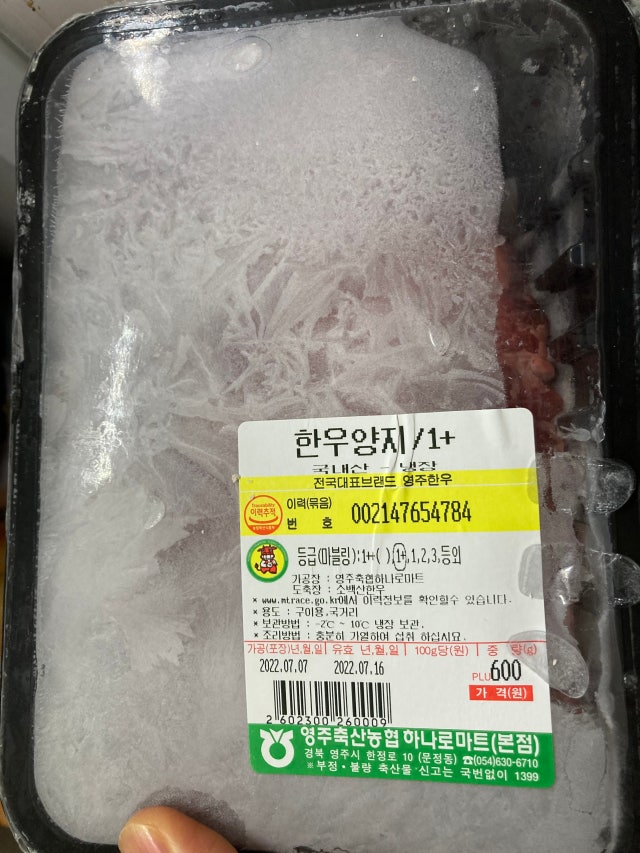 한우양지/1+
국내산 - 냉장
전국대표브랜드 영주한우
Traceability
이력추적
이력(묶음)
번 호 002147654784
등급(마블링):1++( ),1+,1,2,3,등외
가공장 : 영주축협하나로마트
도축장 : 소백산한우
* www.mtrace.go.kr에서 이력정보를 확인할수 있습니다.
* 용도 : 구이용,국거리
* 보관방법 : -2℃ ~ 10℃ 냉장 보관.
* 조리방법 : 충분히 가열하여 섭취 하십시요.
가공(포장)년,월,일 유효 년,월,일 100g당(원) 중 량(g)
2022.07.07 2022.07.16 PLU 600
가 격(원)
2 602300 260009
영주축산농협 하나로마트(본점)
경북 영주시 한정로 10 (문정동) ☎(054)630-6710
※ 부정·불량 축산물 신고는 국번없이 1399